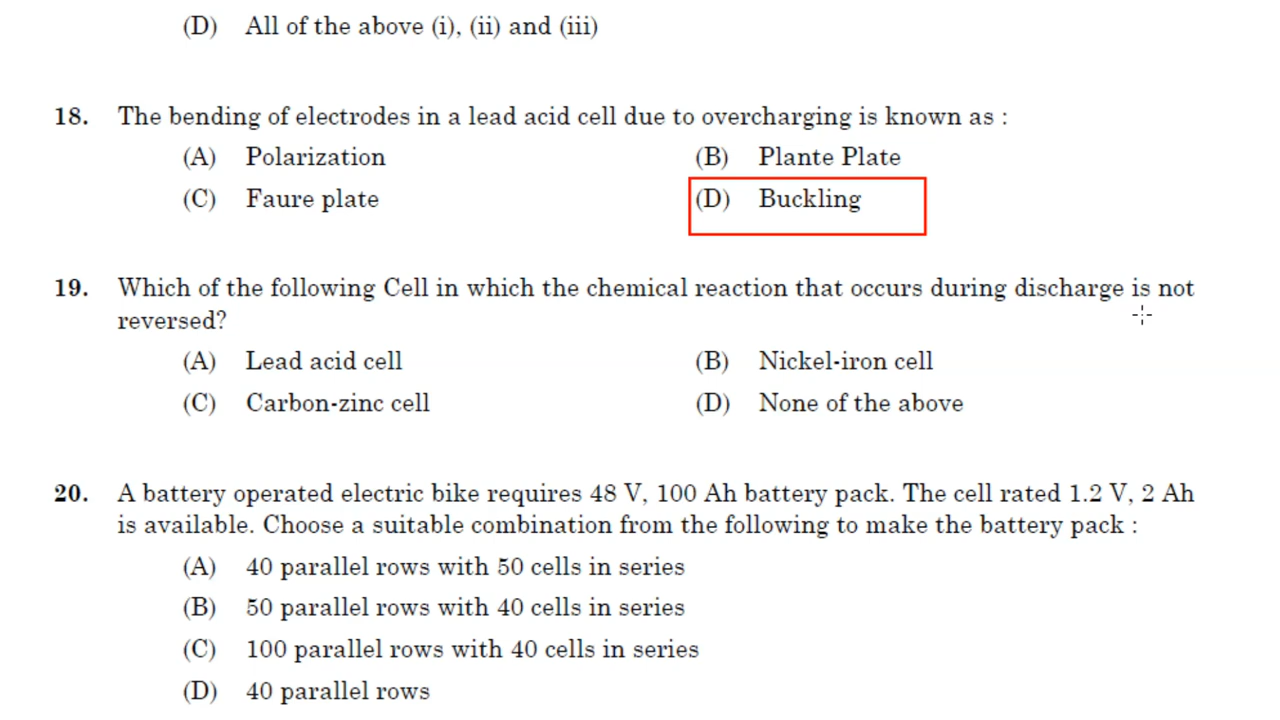 (D) All of the above (i), (ii) and (iii)
18. The bending of electrodes in a lead acid cell due to overcharging is known as :
(A) Polarization (B) Plante Plate
(C) Faure plate (D) Buckling
19. Which of the following Cell in which the chemical reaction that occurs during discharge is not
reversed?
(A) Lead acid cell (B) Nickel-iron cell
(C) Carbon-zinc cell (D) None of the above
20. A battery operated electric bike requires 48 V, 100 Ah battery pack. The cell rated 1.2 V, 2 Ah
is available. Choose a suitable combination from the following to make the battery pack :
(A) 40 parallel rows with 50 cells in series
(B) 50 parallel rows with 40 cells in series
(C) 100 parallel rows with 40 cells in series
(D) 40 parallel rows